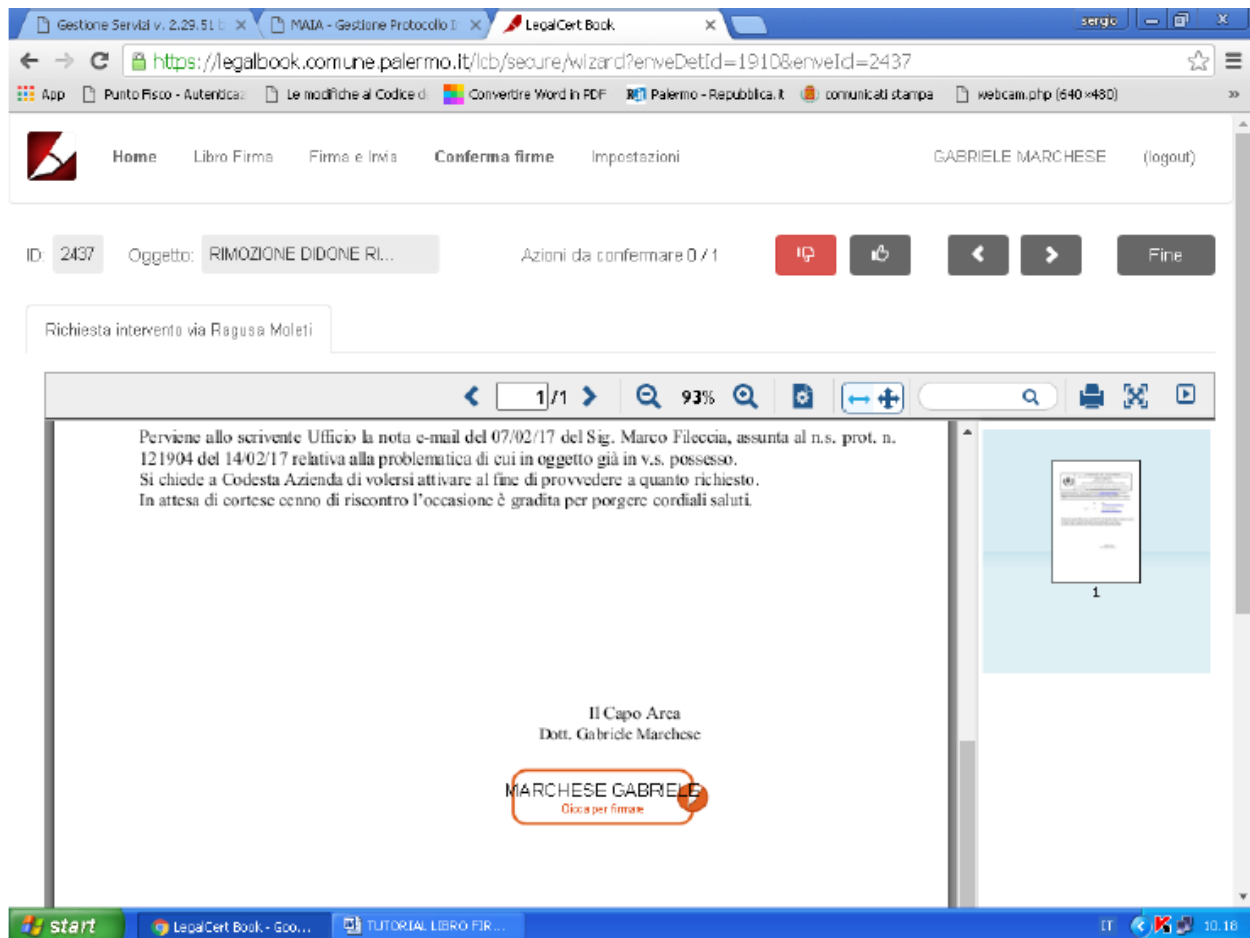 Gestione Servizi v. 2.29.51 b
MAIA - Gestione Protocollo I
LegalCert Book
sergio
https://legalbook.comune.palermo.it/lcb/secure/wizard?enveDetId=1910&enveId=2437
App
Punto Fisco - Autentica
Le modifiche al Codice d
Convertire Word in PDF
Palermo - Repubblica.it
comunicati stampa
webcam.php (640×480)
Home
Libro Firma
Firma e Invia
Conferma firme
Impostazioni
GABRIELE MARCHESE
(logout)
ID:
2437
Oggetto:
RIMOZIONE DIDONE RI...
Azioni da confermare 0 / 1
Fine
Richiesta intervento via Ragusa Moleti
1 /1
93%
Perviene allo scrivente Ufficio la nota e-mail del 07/02/17 del Sig. Marco Fileccia, assunta al n.s. prot. n.
121904 del 14/02/17 relativa alla problematica di cui in oggetto già in v.s. possesso.
Si chiede a Codesta Azienda di volersi attivare al fine di provvedere a quanto richiesto.
In attesa di cortese cenno di riscontro l'occasione è gradita per porgere cordiali saluti.
1
Il Capo Area
Dott. Gabriele Marchese
MARCHESE GABRIELE
Clicca per firmare
start
LegalCert Book - Goo...
TUTORIAL LIBRO FIR...
IT
10.18